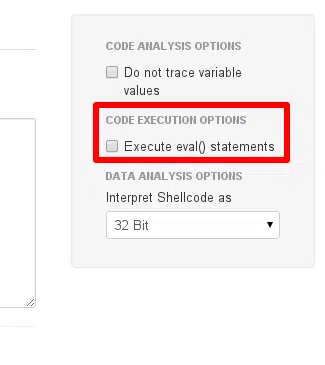 CODE ANALYSIS OPTIONS
Do not trace variable
values
CODE EXECUTION OPTIONS
Execute eval() statements
DATA ANALYSIS OPTIONS
Interpret Shellcode as
32 Bit